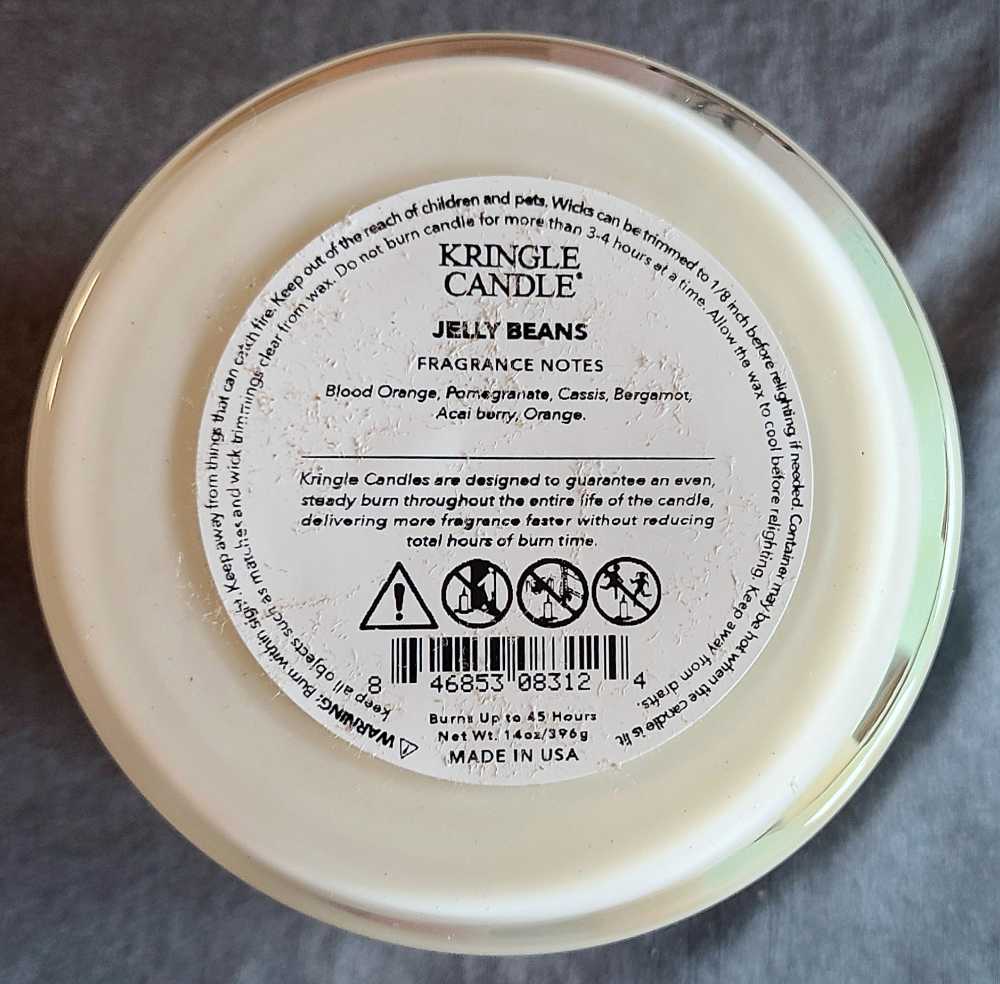 ⚠ WARNING: Burn within sight. Keep away from things that can catch fire. Keep out of the reach of children and pets. Wicks can be trimmed to 1/8 inch before relighting if needed. Container may be hot when the candle is lit.
Keep all objects such as matches and wick trimmings clear from wax. Do not burn candle for more than 3-4 hours at a time. Allow the wax to cool before relighting. Keep away from drafts.
KRINGLE
CANDLE®
JELLY BEANS
FRAGRANCE NOTES
Blood Orange, Pomegranate, Cassis, Bergamot,
Acai berry, Orange.
Kringle Candles are designed to guarantee an even,
steady burn throughout the entire life of the candle,
delivering more fragrance faster without reducing
total hours of burn time.
8 46853 08312 4
Burns Up to 45 Hours
Net Wt. 14oz/396g
MADE IN USA